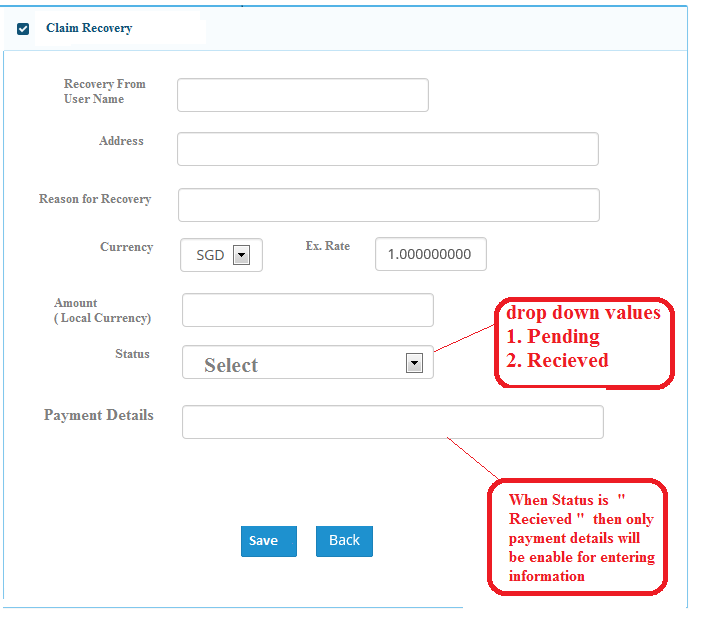 Claim Recovery
Recovery From
User Name
Address
Reason for Recovery
Currency
SGD
Ex. Rate
1.000000000
Amount
( Local Currency)
drop down values
1. Pending
2. Recieved
Status
Select
Payment Details
When Status is "
Recieved " then only
payment details will
be enable for entering
information
Save
Back